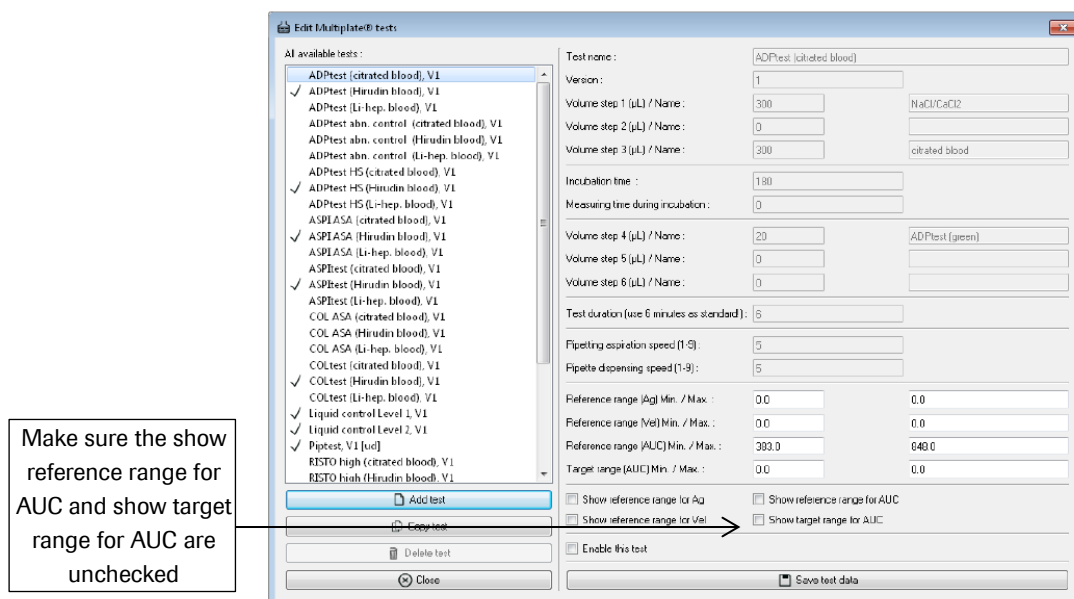 Edit Multiplate® tests
All available tests :
ADPtest (citrated blood), V1
ADPtest (Hirudin blood), V1
ADPtest (Li-hep. blood), V1
ADPtest abn. control (citrated blood), V1
ADPtest abn. control (Hirudin blood), V1
ADPtest abn. control (Li-hep. blood), V1
ADPtest HS (citrated blood), V1
ADPtest HS (Hirudin blood), V1
ADPtest HS (Li-hep. blood), V1
ASPI ASA (citrated blood), V1
ASPI ASA (Hirudin blood), V1
ASPI ASA (Li-hep. blood), V1
ASPItest (citrated blood), V1
ASPItest (Hirudin blood), V1
ASPItest (Li-hep. blood), V1
COL ASA (citrated blood), V1
COL ASA (Hirudin blood), V1
COL ASA (Li-hep. blood), V1
COLtest (citrated blood), V1
COLtest (Hirudin blood), V1
COLtest (Li-hep. blood), V1
Liquid control Level 1, V1
Liquid control Level 2, V1
Piptest, V1 [ud]
RISTO high (citrated blood), V1
RISTO high (Hirudin blood), V1
Add test
Copy test
Delete test
Close
Test name : ADPtest (citrated blood)
Version : 1
Volume step 1 (µL) / Name : 300 NaCl/CaCl2
Volume step 2 (µL) / Name : 0
Volume step 3 (µL) / Name : 300 citrated blood
Incubation time : 180
Measuring time during incubation : 0
Volume step 4 (µL) / Name : 20 ADPtest (green)
Volume step 5 (µL) / Name : 0
Volume step 6 (µL) / Name : 0
Test duration (use 6 minutes as standard!) : 6
Pipetting aspiration speed (1-9) : 5
Pipette dispensing speed (1-9) : 5
Reference range (Ag) Min. / Max. : 0.0 0.0
Reference range (Vel) Min. / Max. : 0.0 0.0
Reference range (AUC) Min. / Max. : 383.0 848.0
Target range (AUC) Min. / Max. : 0.0 0.0
Show reference range for Ag Show reference range for AUC
Show reference range for Vel Show target range for AUC
Enable this test
Save test data
Make sure the show
reference range for
AUC and show target
range for AUC are
unchecked